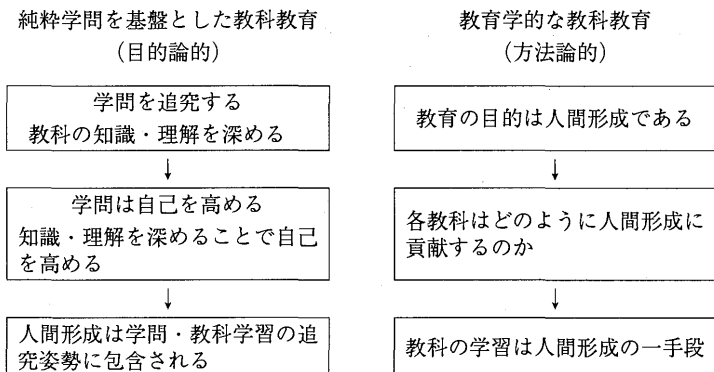 純粋学問を基盤とした教科教育
（目的論的）
学問を追究する
教科の知識・理解を深める
↓
学問は自己を高める
知識・理解を深めることで自己
を高める
↓
人間形成は学問・教科学習の追
究姿勢に包含される
教育学的な教科教育
（方法論的）
教育の目的は人間形成である
↓
各教科はどのように人間形成に
貢献するのか
↓
教科の学習は人間形成の一手段